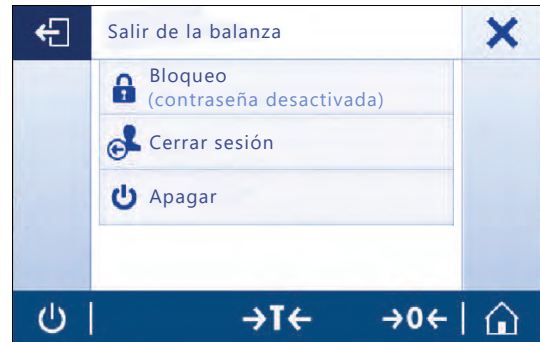 Salir de la balanza
Bloqueo
(contraseña desactivada)
Cerrar sesión
Apagar
→T← →0←